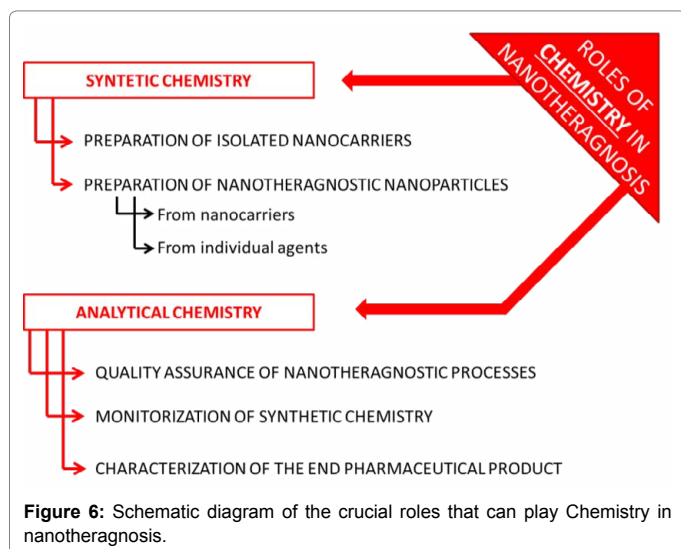 ROLES OF
CHEMISTRY IN
NANOTHERAGNOSIS
SYNTETIC CHEMISTRY
PREPARATION OF ISOLATED NANOCARRIERS
PREPARATION OF NANOTHERAGNOSTIC NANOPARTICLES
From nanocarriers
From individual agents
ANALYTICAL CHEMISTRY
QUALITY ASSURANCE OF NANOTHERAGNOSTIC PROCESSES
MONITORIZATION OF SYNTHETIC CHEMISTRY
CHARACTERIZATION OF THE END PHARMACEUTICAL PRODUCT
Figure 6: Schematic diagram of the crucial roles that can play Chemistry in
nanotheragnosis.